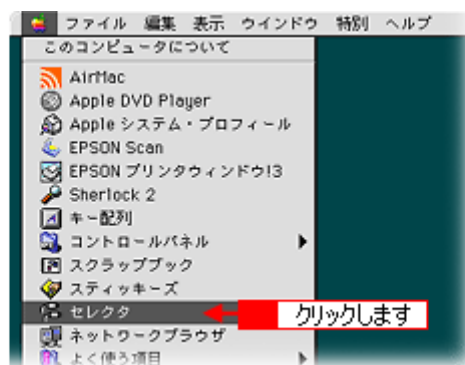 ファイル 編集 表示 ウインドウ 特別 ヘルプ
このコンピュータについて
AirMac
Apple DVD Player
Apple システム・プロフィール
EPSON Scan
EPSON プリンタウィンドウ!3
Sherlock 2
キー配列
コントロールパネル
スクラップブック
スティッキーズ
セレクタ クリックします
ネットワークブラウザ
よく使う項目